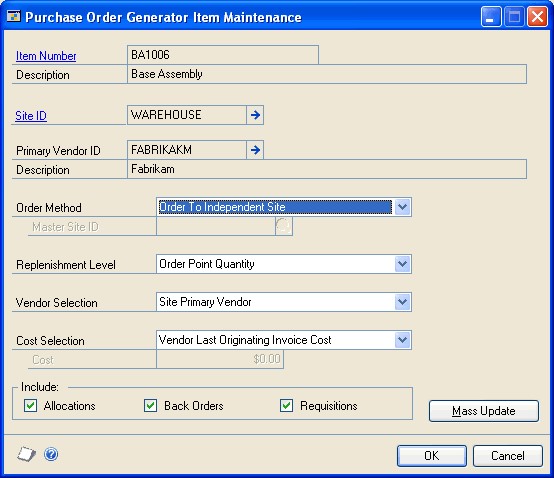 Purchase Order Generator Item Maintenance
Item Number BA1006
Description Base Assembly
Site ID WAREHOUSE
Primary Vendor ID FABRIKAKM
Description Fabrikam
Order Method Order To Independent Site
Master Site ID
Replenishment Level Order Point Quantity
Vendor Selection Site Primary Vendor
Cost Selection Vendor Last Originating Invoice Cost
Cost $0.00
Include:
Allocations Back Orders Requisitions
Mass Update
OK Cancel